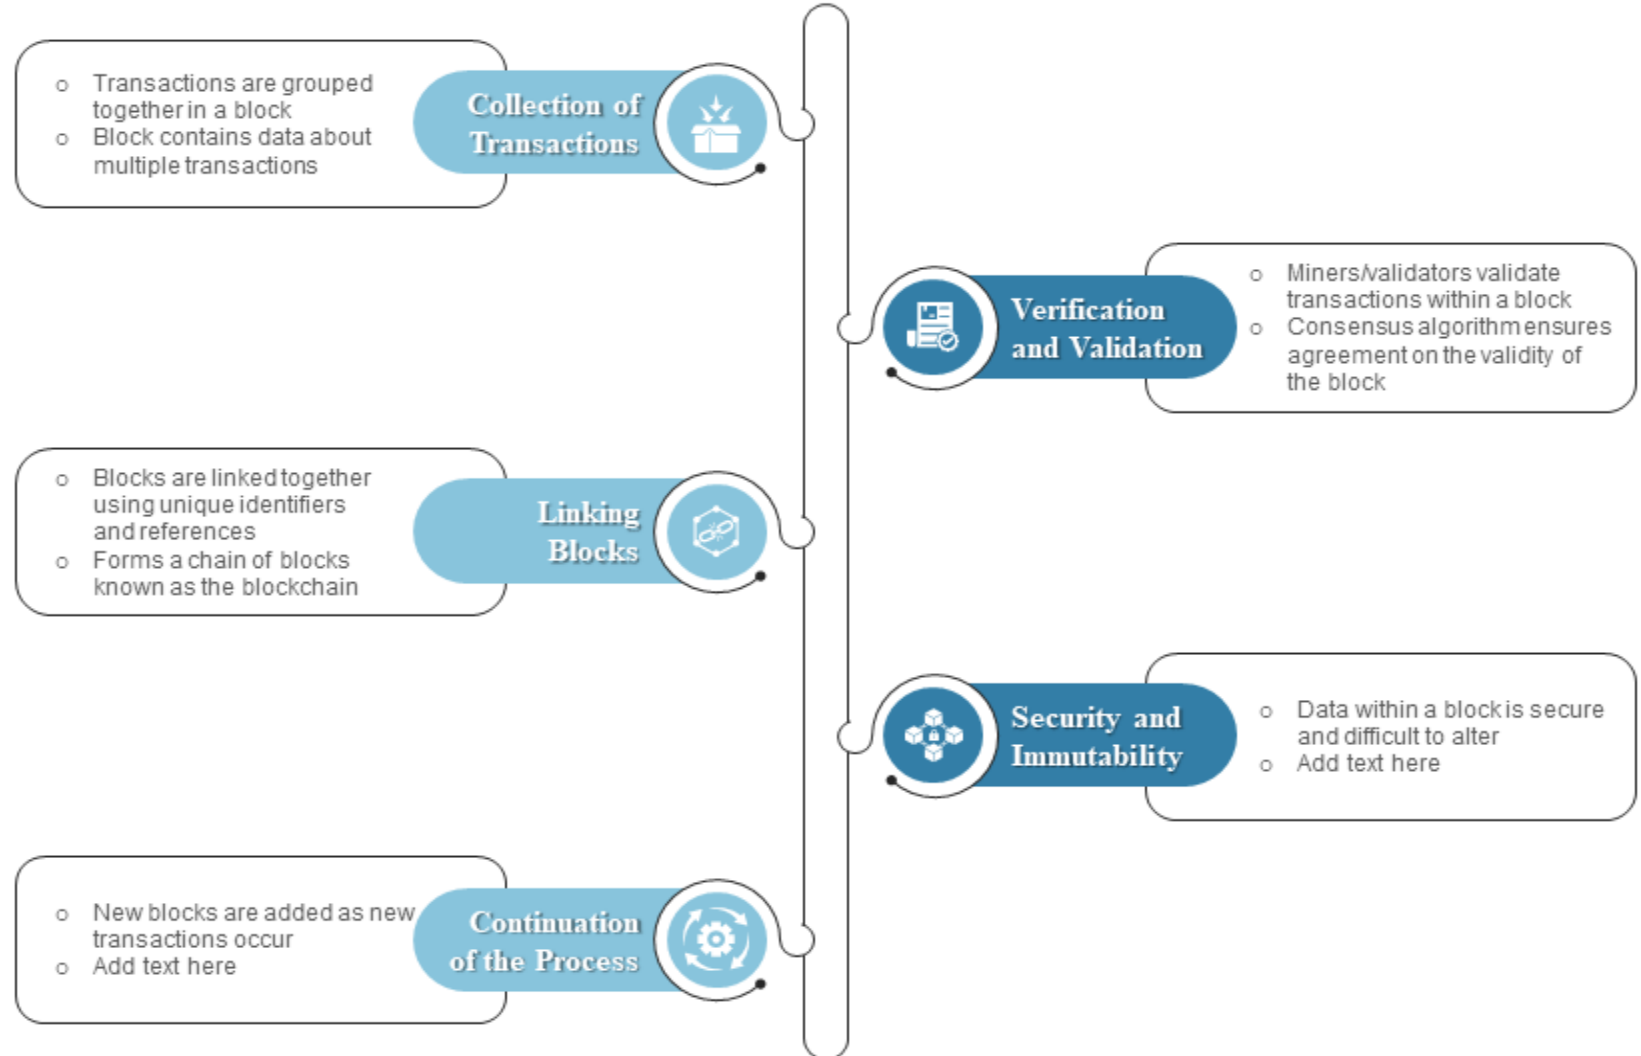 Transactions are grouped
together in a block
Block contains data about
multiple transactions
Collection of
Transactions
Verification
and Validation
Miners/validators validate
transactions within a block
Consensus algorithm ensures
agreement on the validity of
the block
Blocks are linked together
using unique identifiers
and references
Forms a chain of blocks
known as the blockchain
Linking
Blocks
Security and
Immutability
Data within a block is secure
and difficult to alter
Add text here
New blocks are added as new
transactions occur
Add text here
Continuation
of the Process